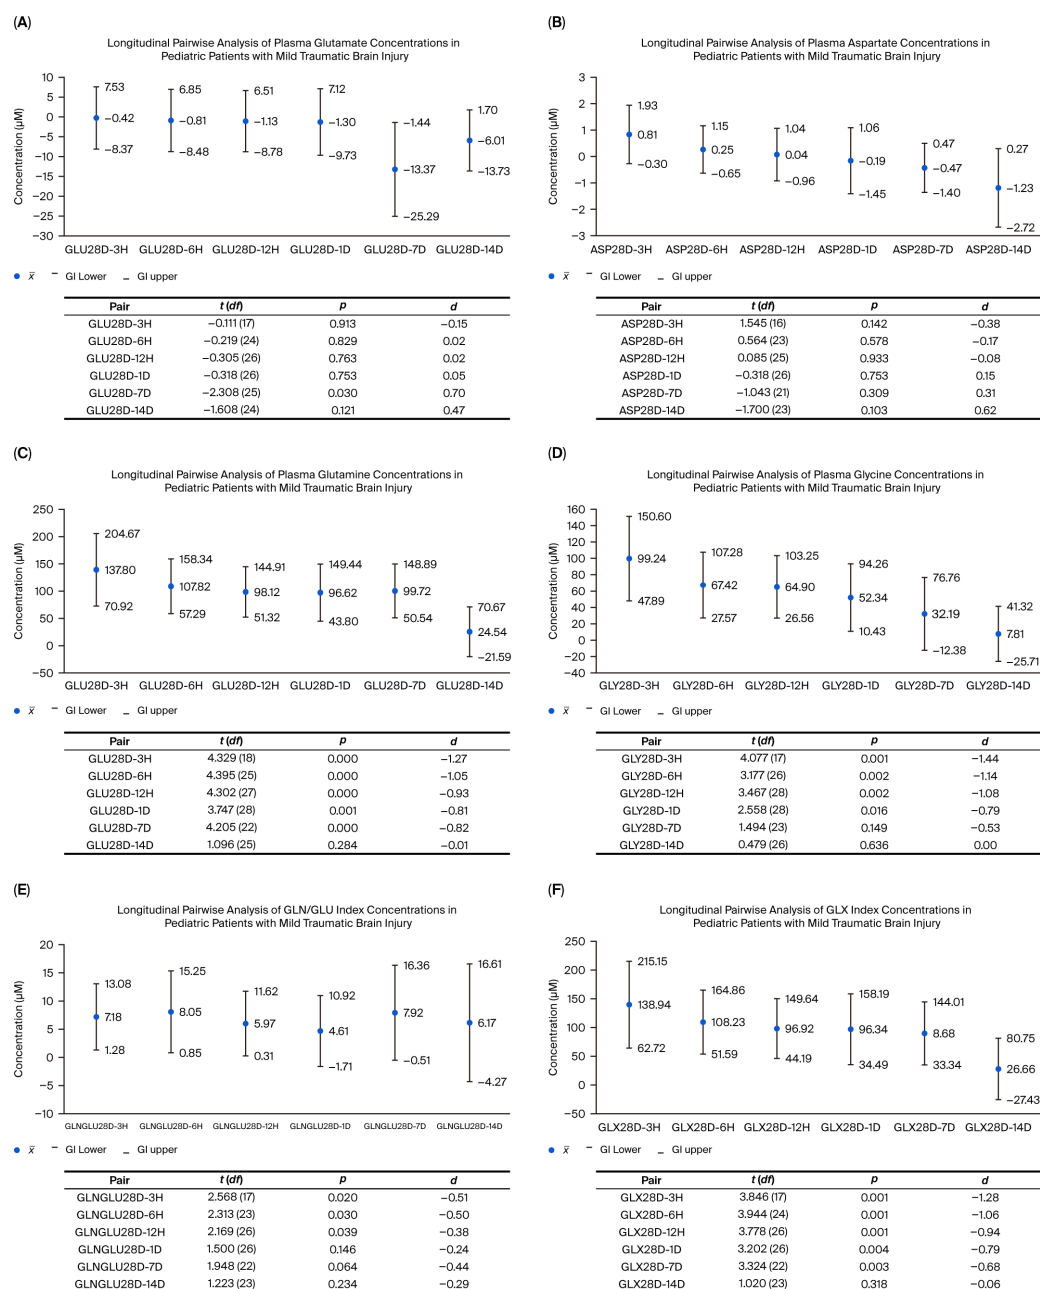 (A)
Longitudinal Pairwise Analysis of Plasma Glutamate Concentrations in
Pediatric Patients with Mild Traumatic Brain Injury
Concentration (µM)
10
5
0
−5
−10
−15
−20
−25
−30
7.53
−0.42
−8.37
6.85
−0.81
−8.48
6.51
−1.13
−8.78
7.12
−1.30
−9.73
−1.44
−13.37
−25.29
1.70
−6.01
−13.73
GLU28D-3H GLU28D-6H GLU28D-12H GLU28D-1D GLU28D-7D GLU28D-14D
x̄ GI Lower GI upper
Pair t (df) p d
GLU28D-3H −0.111 (17) 0.913 −0.15
GLU28D-6H −0.219 (24) 0.829 0.02
GLU28D-12H −0.305 (26) 0.763 0.02
GLU28D-1D −0.318 (26) 0.753 0.05
GLU28D-7D −2.308 (25) 0.030 0.70
GLU28D-14D −1.608 (24) 0.121 0.47
(B)
Longitudinal Pairwise Analysis of Plasma Aspartate Concentrations in
Pediatric Patients with Mild Traumatic Brain Injury
Concentration (µM)
3
2
1
0
−1
−2
−3
1.93
0.81
−0.30
1.15
0.25
−0.65
1.04
0.04
−0.96
1.06
−0.19
−1.45
0.47
−0.47
−1.40
0.27
−1.23
−2.72
ASP28D-3H ASP28D-6H ASP28D-12H ASP28D-1D ASP28D-7D ASP28D-14D
x̄ GI Lower GI upper
Pair t (df) p d
ASP28D-3H 1.545 (16) 0.142 −0.38
ASP28D-6H 0.564 (23) 0.578 −0.17
ASP28D-12H 0.085 (25) 0.933 −0.08
ASP28D-1D −0.318 (26) 0.753 0.15
ASP28D-7D −1.043 (21) 0.309 0.31
ASP28D-14D −1.700 (23) 0.103 0.62
(C)
Longitudinal Pairwise Analysis of Plasma Glutamine Concentrations in
Pediatric Patients with Mild Traumatic Brain Injury
Concentration (µM)
250
200
150
100
50
0
−50
204.67
137.80
70.92
158.34
107.82
57.29
144.91
98.12
51.32
149.44
96.62
43.80
148.89
99.72
50.54
70.67
24.54
−21.59
GLU28D-3H GLU28D-6H GLU28D-12H GLU28D-1D GLU28D-7D GLU28D-14D
x̄ GI Lower GI upper
Pair t (df) p d
GLU28D-3H 4.329 (18) 0.000 −1.27
GLU28D-6H 4.395 (25) 0.000 −1.05
GLU28D-12H 4.302 (27) 0.000 −0.93
GLU28D-1D 3.747 (28) 0.001 −0.81
GLU28D-7D 4.205 (22) 0.000 −0.82
GLU28D-14D 1.096 (25) 0.284 −0.01
(D)
Longitudinal Pairwise Analysis of Plasma Glycine Concentrations in
Pediatric Patients with Mild Traumatic Brain Injury
Concentration (µM)
160
140
120
100
80
60
40
20
0
−20
−40
150.60
99.24
47.89
107.28
67.42
27.57
103.25
64.90
26.56
94.26
52.34
10.43
76.76
32.19
−12.38
41.32
7.81
−25.71
GLY28D-3H GLY28D-6H GLY28D-12H GLY28D-1D GLY28D-7D GLY28D-14D
x̄ GI Lower GI upper
Pair t (df) p d
GLY28D-3H 4.077 (17) 0.001 −1.44
GLY28D-6H 3.177 (26) 0.002 −1.14
GLY28D-12H 3.467 (28) 0.002 −1.08
GLY28D-1D 2.558 (28) 0.016 −0.79
GLY28D-7D 1.494 (23) 0.149 −0.53
GLY28D-14D 0.479 (26) 0.636 0.00
(E)
Longitudinal Pairwise Analysis of GLN/GLU Index Concentrations in
Pediatric Patients with Mild Traumatic Brain Injury
Concentration (µM)
20
15
10
5
0
−5
−10
13.08
7.18
1.28
15.25
8.05
0.85
11.62
5.97
0.31
10.92
4.61
−1.71
16.36
7.92
−0.51
16.61
6.17
−4.27
GLNGLU28D-3H GLNGLU28D-6H GLNGLU28D-12H GLNGLU28D-1D GLNGLU28D-7D GLNGLU28D-14D
x̄ GI Lower GI upper
Pair t (df) p d
GLNGLU28D-3H 2.568 (17) 0.020 −0.51
GLNGLU28D-6H 2.313 (23) 0.030 −0.50
GLNGLU28D-12H 2.169 (26) 0.039 −0.38
GLNGLU28D-1D 1.500 (26) 0.146 −0.24
GLNGLU28D-7D 1.948 (22) 0.064 −0.44
GLNGLU28D-14D 1.223 (23) 0.234 −0.29
(F)
Longitudinal Pairwise Analysis of GLX Index Concentrations in
Pediatric Patients with Mild Traumatic Brain Injury
Concentration (µM)
250
200
150
100
50
0
−50
215.15
138.94
62.72
164.86
108.23
51.59
149.64
96.92
44.19
158.19
96.34
34.49
144.01
8.68
33.34
80.75
26.66
−27.43
GLX28D-3H GLX28D-6H GLX28D-12H GLX28D-1D GLX28D-7D GLX28D-14D
x̄ GI Lower GI upper
Pair t (df) p d
GLX28D-3H 3.846 (17) 0.001 −1.28
GLX28D-6H 3.944 (24) 0.001 −1.06
GLX28D-12H 3.778 (26) 0.001 −0.94
GLX28D-1D 3.202 (26) 0.004 −0.79
GLX28D-7D 3.324 (22) 0.003 −0.68
GLX28D-14D 1.020 (23) 0.318 −0.06